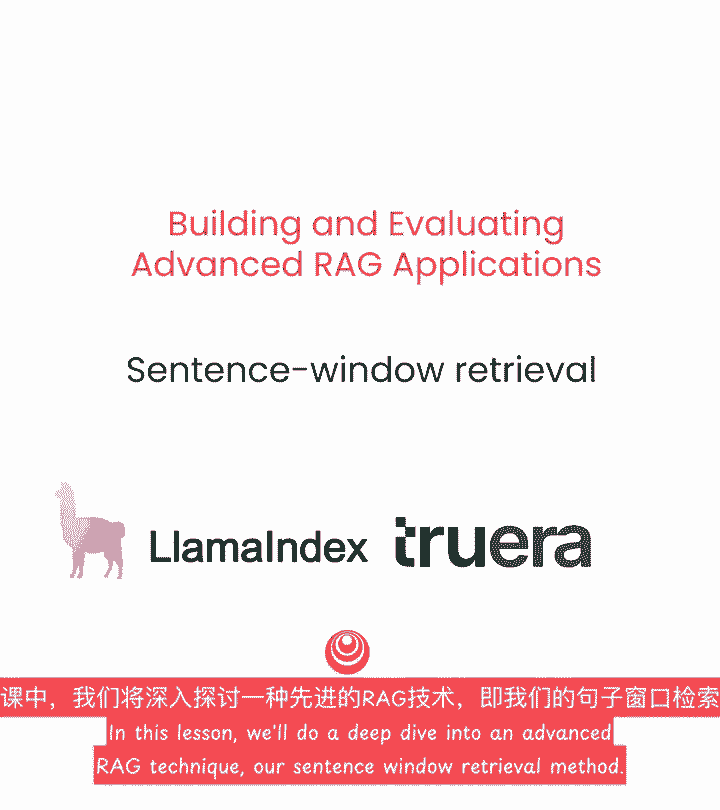 Building and Evaluating
Advanced RAG Applications
Sentence-window retrieval
LlamaIndex truera
课中，我们将深入探讨一种先进的RAG技术，即我们的句子窗口检索
In this lesson, we'll do a deep dive into an advanced
RAG technique, our sentence window retrieval method.